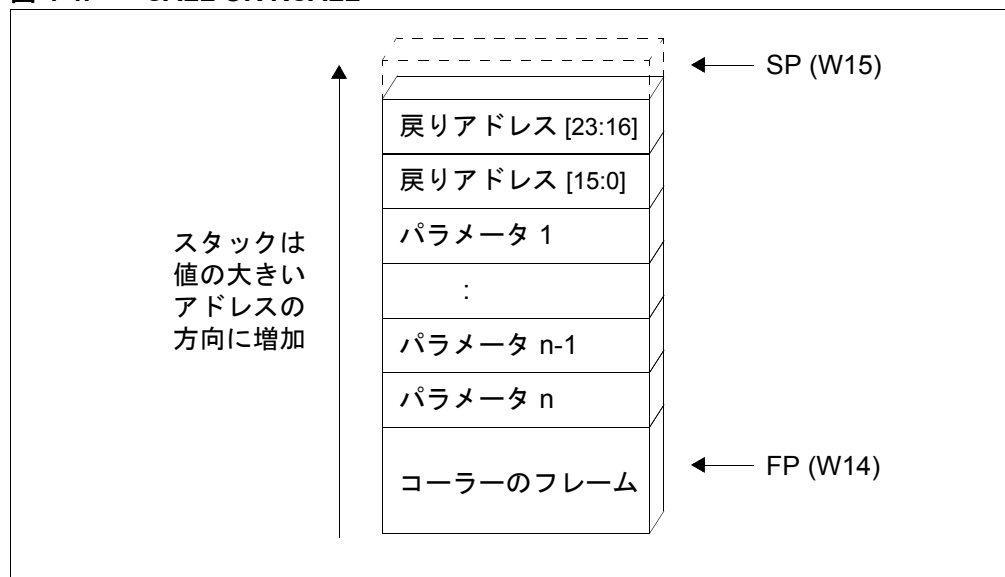 SP (W15)
戻りアドレス [23:16]
戻りアドレス [15:0]
パラメータ 1
:
パラメータ n-1
パラメータ n
コーラーのフレーム
FP (W14)
スタックは
値の大きい
アドレスの
方向に増加